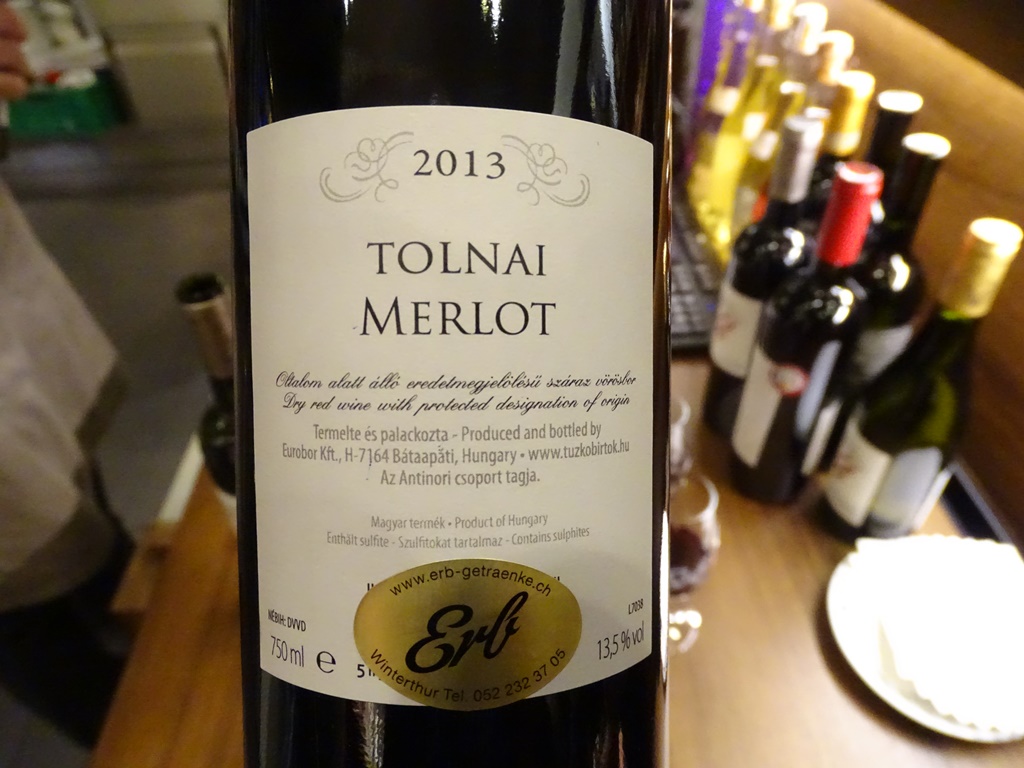 2013
TOLNAI
MERLOT
Oltalom alatt álló eredetmegjelölésű száraz vörösbor
Dry red wine with protected designation of origin
Termelte és palackozta - Produced and bottled by
Eurobor Kft., H-7164 Bátaapáti, Hungary • www.tuzkobirtok.hu
Az Antinori csoport tagja.
Magyar termék • Product of Hungary
Enthält sulfite - Szulfitokat tartalmaz - Contains sulphites
www.erb-getraenke.ch
Erb
Winterthur Tel. 052 232 37 05
NÉBIH: DVVD
750 ml e
L7038
13,5 % vol